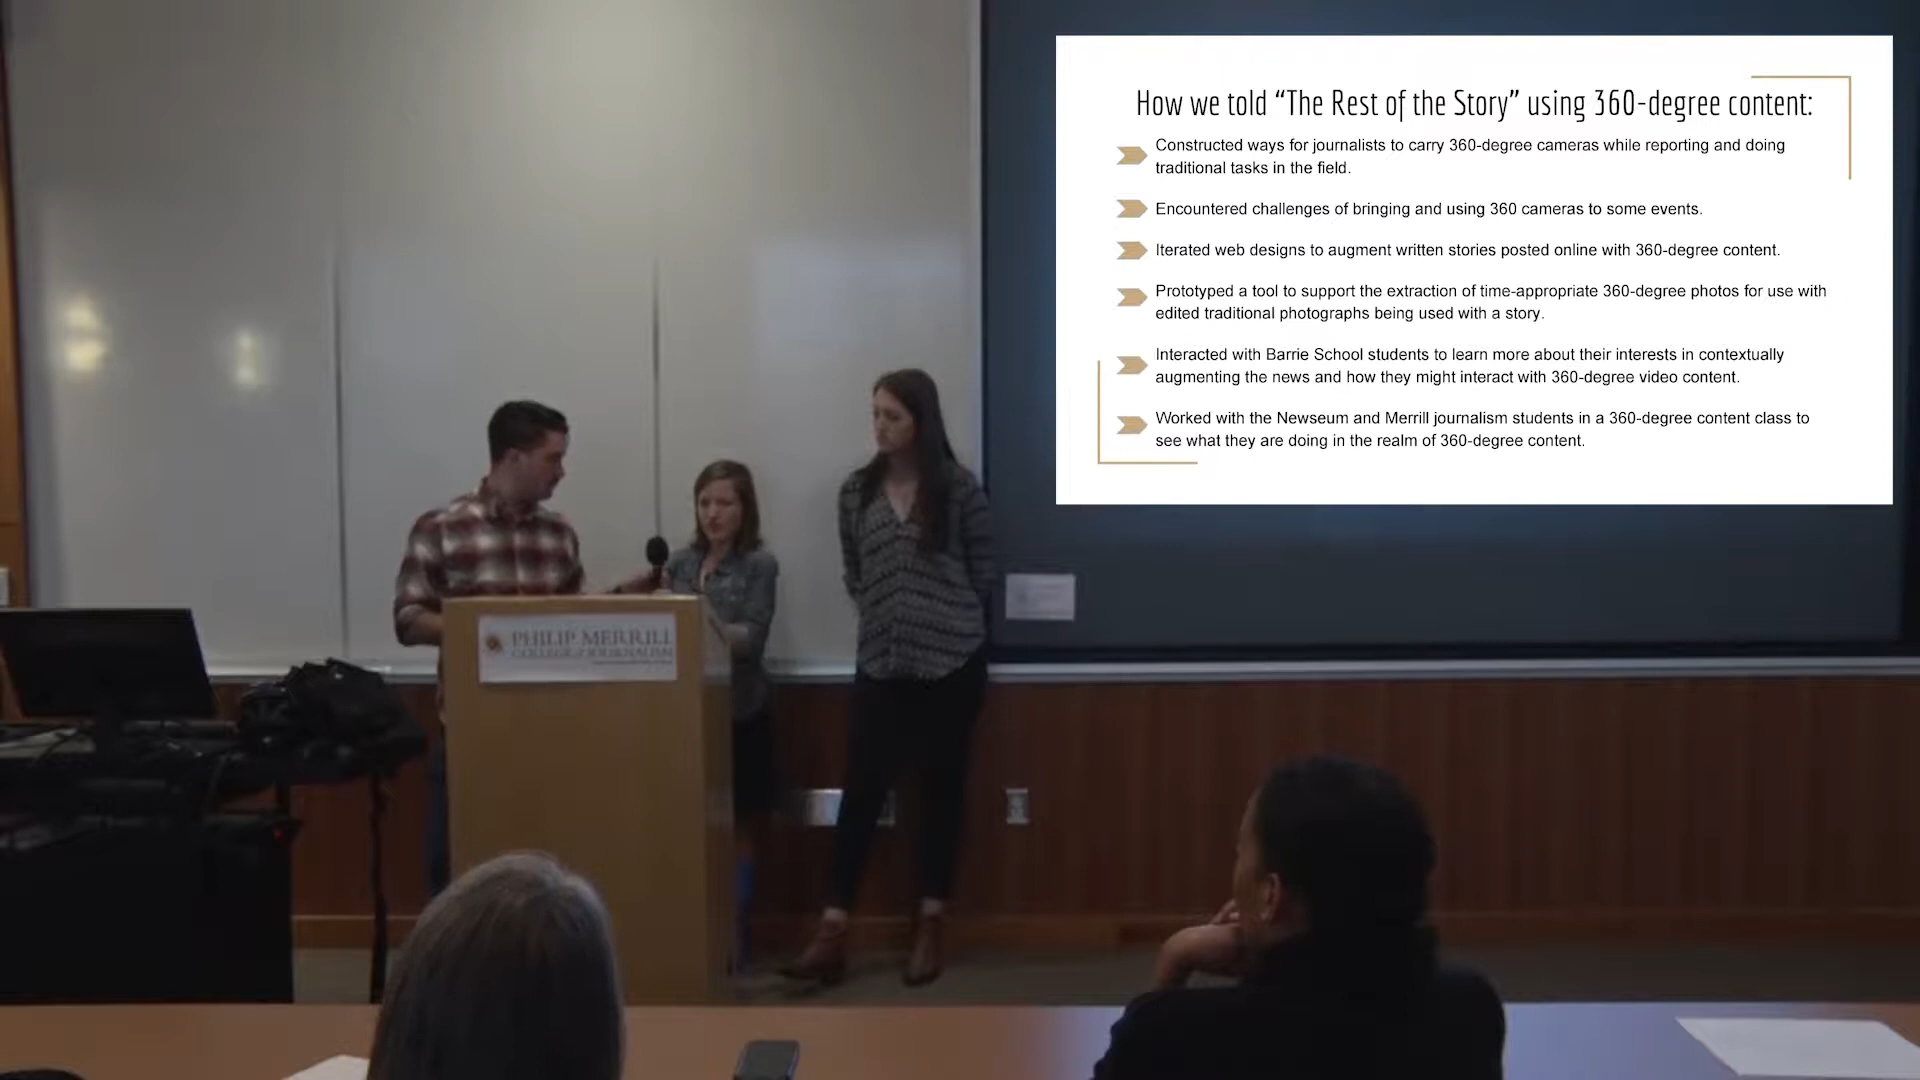 How we told “The Rest of the Story” using 360-degree content:
Constructed ways for journalists to carry 360-degree cameras while reporting and doing
traditional tasks in the field.
Encountered challenges of bringing and using 360 cameras to some events.
Iterated web designs to augment written stories posted online with 360-degree content.
Prototyped a tool to support the extraction of time-appropriate 360-degree photos for use with
edited traditional photographs being used with a story.
Interacted with Barrie School students to learn more about their interests in contextually
augmenting the news and how they might interact with 360-degree video content.
Worked with the Newseum and Merrill journalism students in a 360-degree content class to
see what they are doing in the realm of 360-degree content.
PHILIP MERRILL
COLLEGE OF JOURNALISM